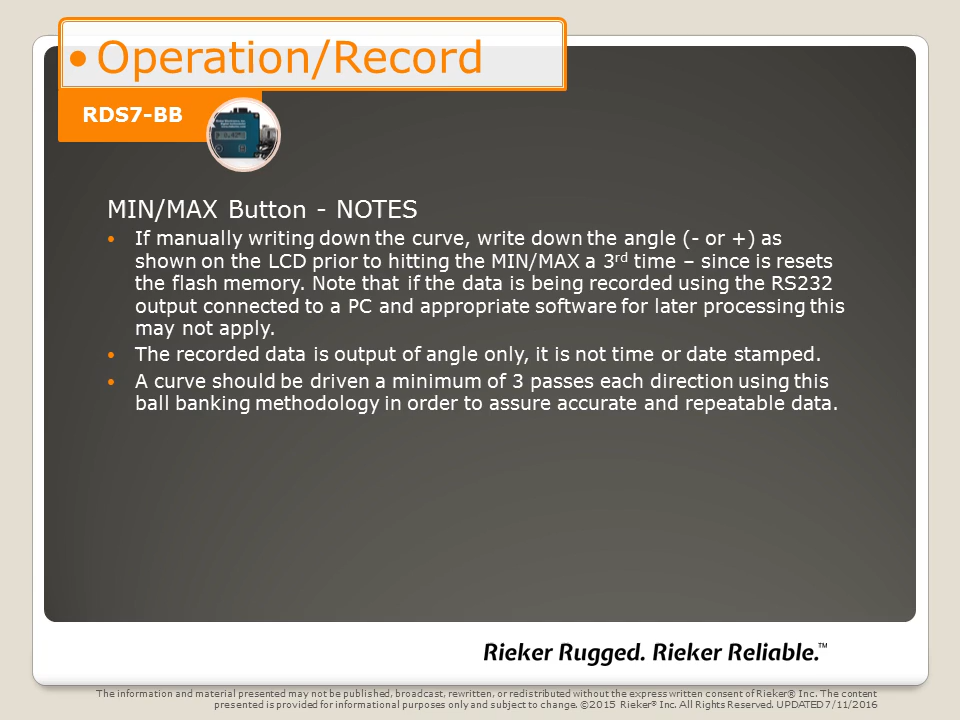 •Operation/Record
RDS7-BB
MIN/MAX Button - NOTES
• If manually writing down the curve, write down the angle (- or +) as
shown on the LCD prior to hitting the MIN/MAX a 3rd time – since is resets
the flash memory. Note that if the data is being recorded using the RS232
output connected to a PC and appropriate software for later processing this
may not apply.
• The recorded data is output of angle only, it is not time or date stamped.
• A curve should be driven a minimum of 3 passes each direction using this
ball banking methodology in order to assure accurate and repeatable data.
Rieker Rugged. Rieker Reliable.™
The information and material presented may not be published, broadcast, rewritten, or redistributed without the express written consent of Rieker® Inc. The content
presented is provided for informational purposes only and subject to change. ©2015 Rieker® Inc. All Rights Reserved. UPDATED 7/11/2016